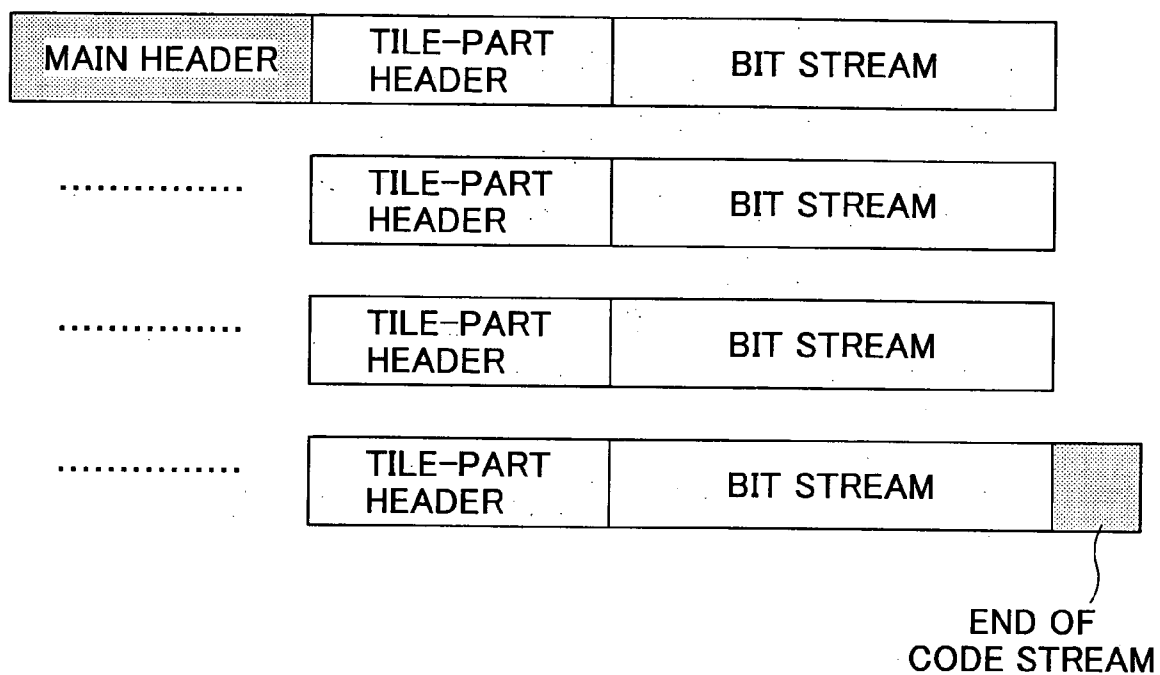 MAIN HEADER
TILE-PART
HEADER
BIT STREAM
...............
TILE-PART
HEADER
BIT STREAM
...............
TILE-PART
HEADER
BIT STREAM
...............
TILE-PART
HEADER
BIT STREAM
END OF
CODE STREAM